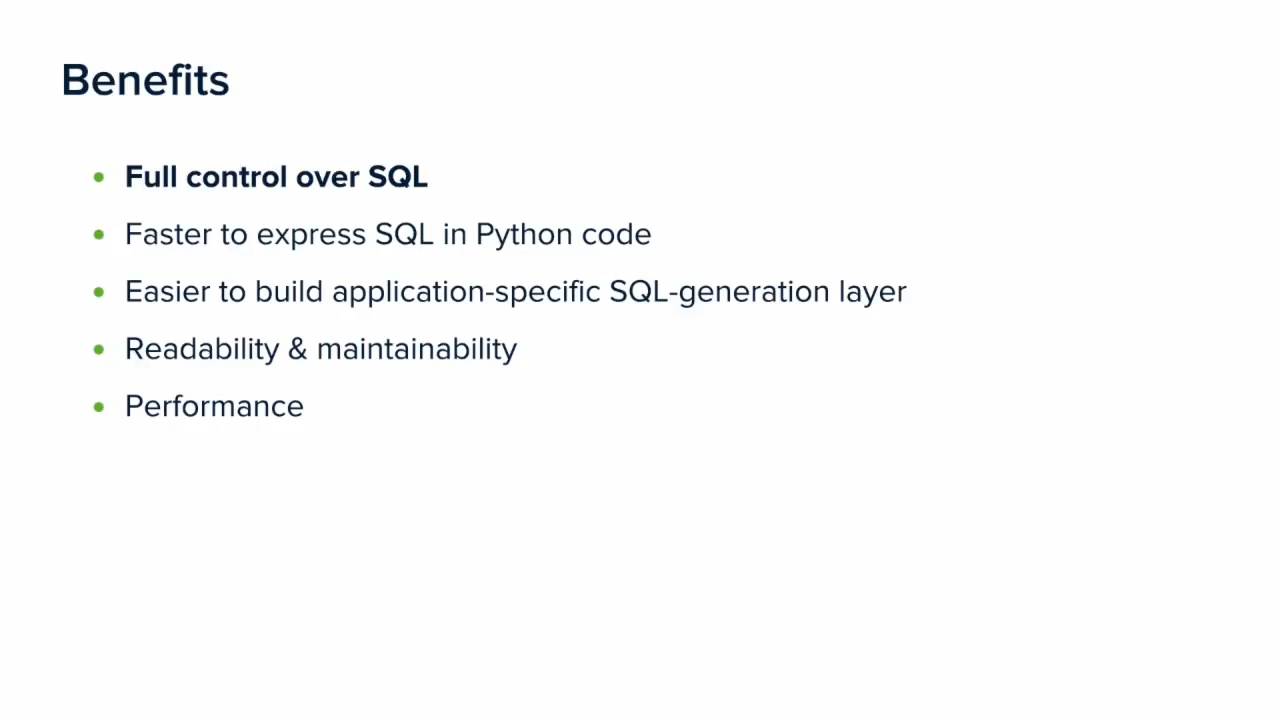 Benefits
• Full control over SQL
• Faster to express SQL in Python code
• Easier to build application-specific SQL-generation layer
• Readability & maintainability
• Performance